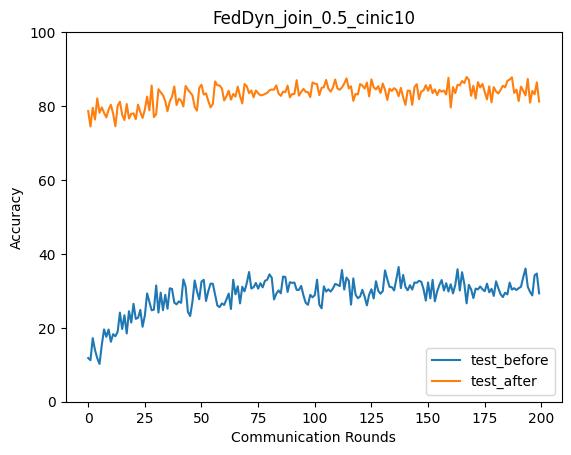 FedDyn_join_0.5_cinic10
100
80
60
40
20
0
Accuracy
0 25 50 75 100 125 150 175 200
Communication Rounds
test_before
test_after